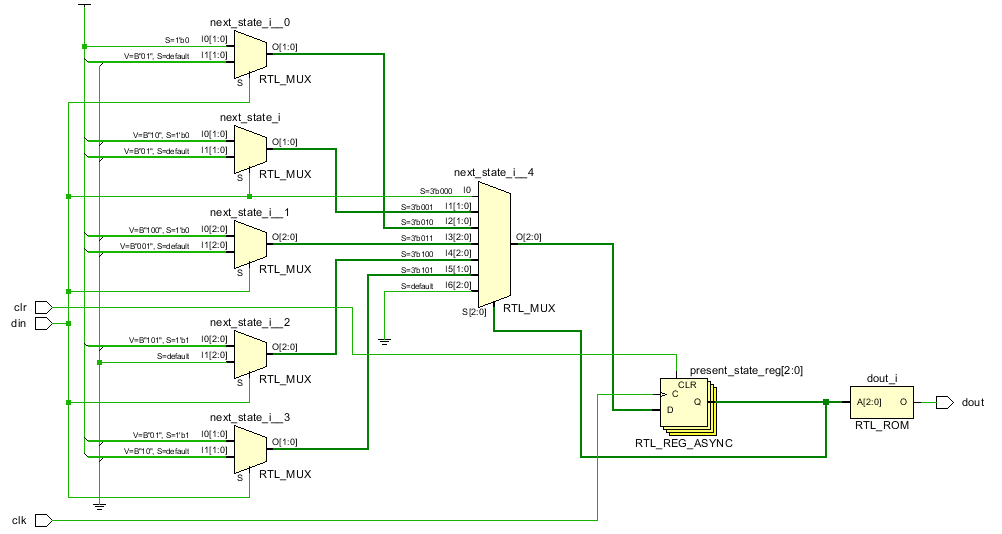 next_state_i__0
S=1'b0 I0[1:0]
V=B"01", S=default I1[1:0]
O[1:0]
S
RTL_MUX
next_state_i
V=B"10", S=1'b0 I0[1:0]
V=B"01", S=default I1[1:0]
O[1:0]
S
RTL_MUX
next_state_i__1
V=B"100", S=1'b0 I0[2:0]
V=B"001", S=default I1[2:0]
O[2:0]
S
RTL_MUX
next_state_i__2
V=B"101", S=1'b1 I0[2:0]
S=default I1[2:0]
O[2:0]
S
RTL_MUX
next_state_i__3
V=B"01", S=1'b1 I0[1:0]
V=B"10", S=default I1[1:0]
O[1:0]
S
RTL_MUX
next_state_i__4
S=3'b000 I0
S=3'b001 I1[1:0]
S=3'b010 I2[1:0]
S=3'b011 I3[2:0]
S=3'b100 I4[2:0]
S=3'b101 I5[1:0]
S=default I6[2:0]
O[2:0]
S[2:0]
RTL_MUX
clr
din
clk
present_state_reg[2:0]
CLR
C
D
Q
RTL_REG_ASYNC
dout_i
A[2:0] O
RTL_ROM
dout